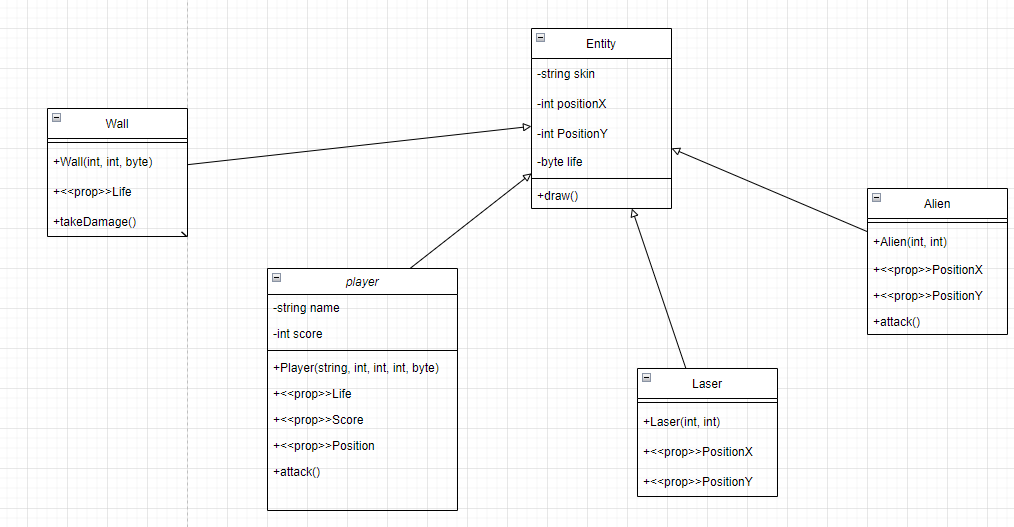 Entity
-string skin
-int positionX
-int PositionY
-byte life
+draw()
Wall
+Wall(int, int, byte)
+<<prop>>Life
+takeDamage()
player
-string name
-int score
+Player(string, int, int, int, byte)
+<<prop>>Life
+<<prop>>Score
+<<prop>>Position
+attack()
Laser
+Laser(int, int)
+<<prop>>PositionX
+<<prop>>PositionY
Alien
+Alien(int, int)
+<<prop>>PositionX
+<<prop>>PositionY
+attack()